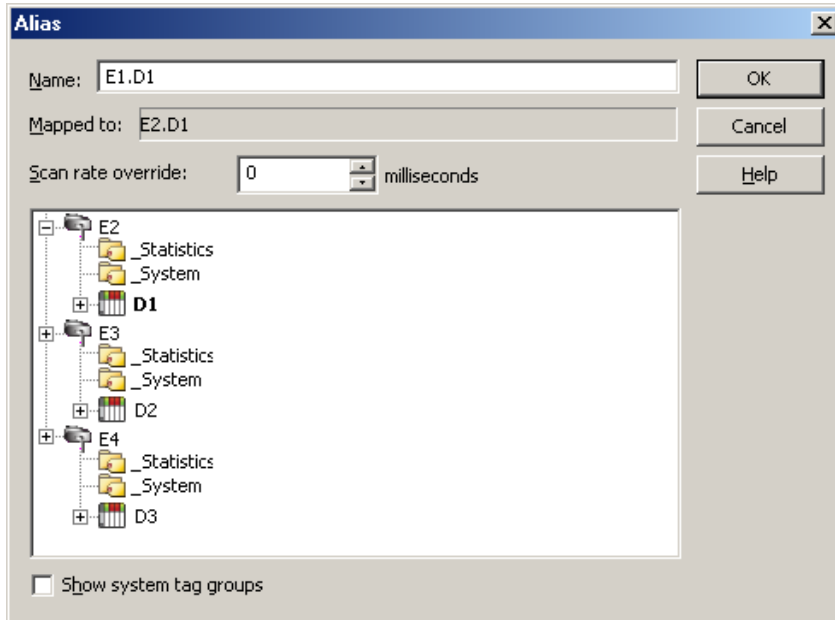 Alias
Name: E1.D1
OK
Mapped to: E2.D1
Cancel
Scan rate override: 0 milliseconds
Help
E2
_Statistics
_System
D1
E3
_Statistics
_System
D2
E4
_Statistics
_System
D3
Show system tag groups